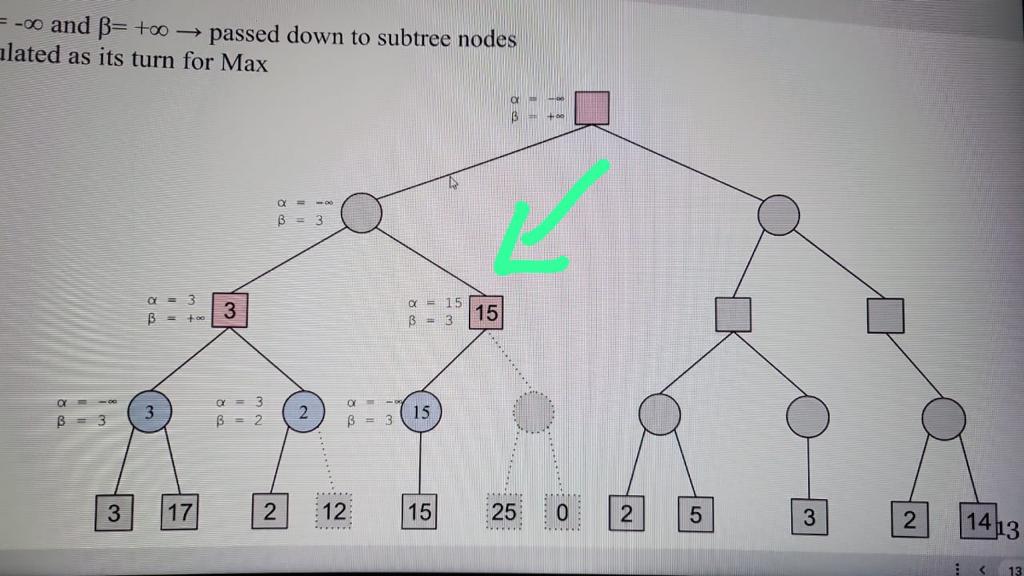 = -∞ and β= +∞ → passed down to subtree nodes
ulated as its turn for Max
α = -∞
β = +∞
α = -∞
β = 3
α = 3
β = +∞
3
α = 15
β = 3
15
α = -∞
β = 3
3
α = 3
β = 2
2
α = -∞
β = 3
15
3 17 2 12 15 25 0 2 5 3 2 14
13
13